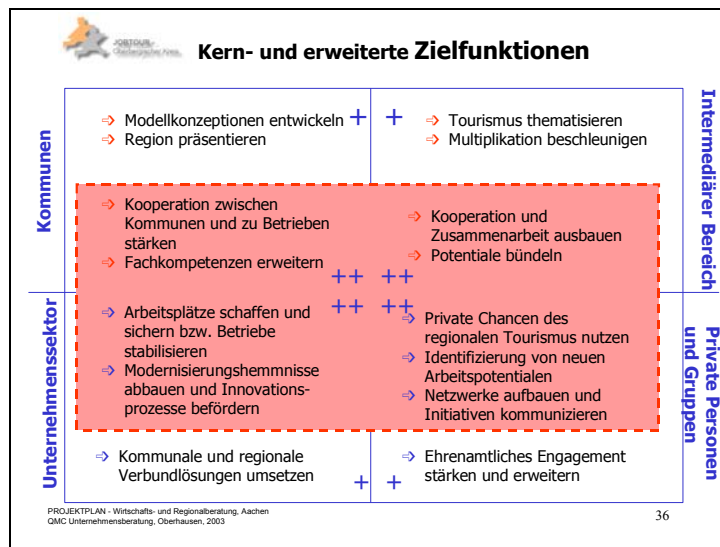 JOBTOUR-
Oberbergischer Kreis
Kern- und erweiterte Zielfunktionen
Kommunen
⇨ Modellkonzeptionen entwickeln
⇨ Region präsentieren
+ +
⇨ Tourismus thematisieren
⇨ Multiplikation beschleunigen
Intermediärer Bereich
⇨ Kooperation zwischen
Kommunen und zu Betrieben
stärken
⇨ Fachkompetenzen erweitern
⇨ Kooperation und
Zusammenarbeit ausbauen
⇨ Potentiale bündeln
++ ++
++ ++
Unternehmenssektor
⇨ Arbeitsplätze schaffen und
sichern bzw. Betriebe
stabilisieren
⇨ Modernisierungshemmnisse
abbauen und Innovations-
prozesse befördern
⇨ Private Chancen des
regionalen Tourismus nutzen
⇨ Identifizierung von neuen
Arbeitspotentialen
⇨ Netzwerke aufbauen und
Initiativen kommunizieren
Private Personen
und Gruppen
⇨ Kommunale und regionale
Verbundlösungen umsetzen
+ +
⇨ Ehrenamtliches Engagement
stärken und erweitern
PROJEKTPLAN - Wirtschafts- und Regionalberatung, Aachen
QMC Unternehmensberatung, Oberhausen, 2003
36